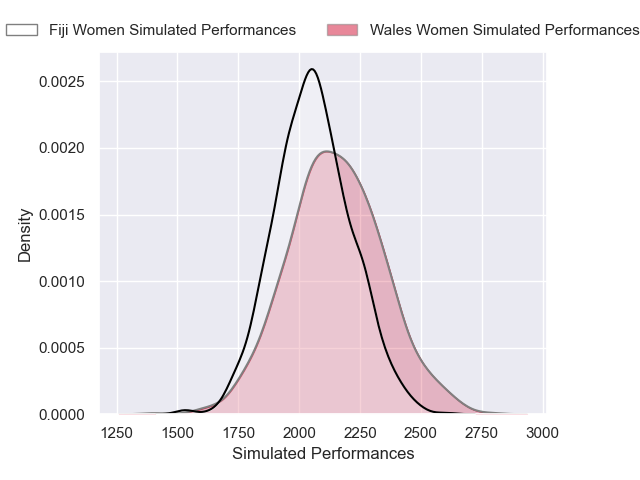 Fiji Women Simulated Performances
Wales Women Simulated Performances
0.0025
0.0020
0.0015
0.0010
0.0005
0.0000
Density
1250 1500 1750 2000 2250 2500 2750 3000
Simulated Performances